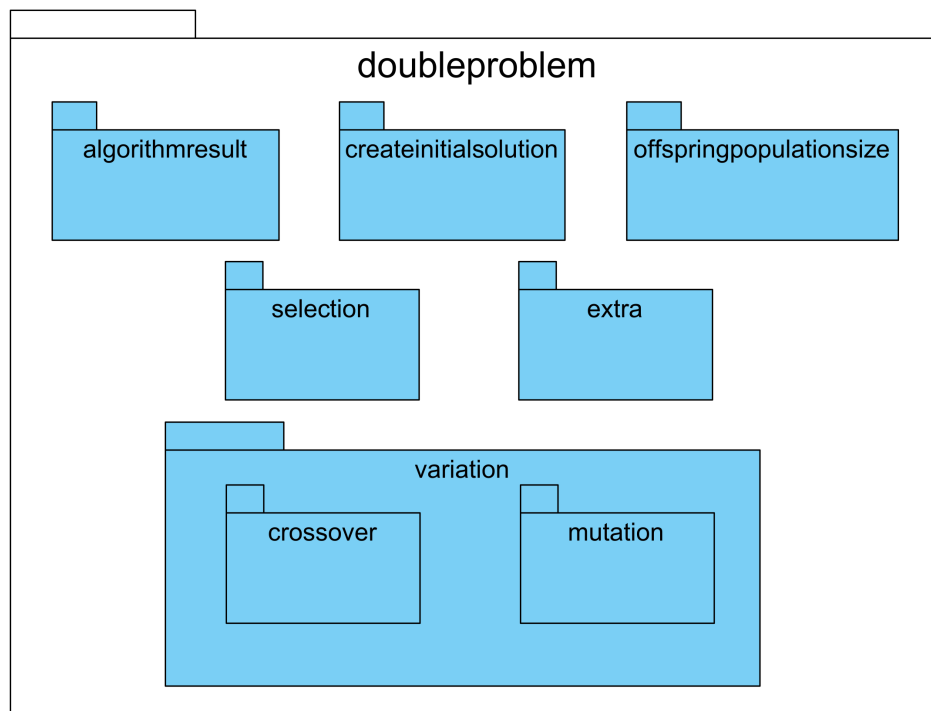 doubleproblem
algorithmresult
createinitialsolution
offspringpopulationsize
selection
extra
variation
crossover
mutation